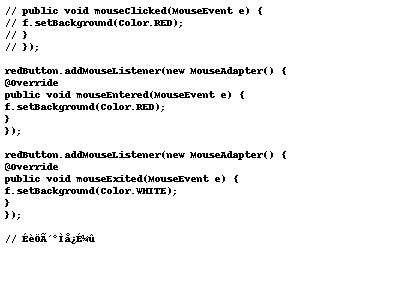 // public void mouseClicked(MouseEvent e) {
// f.setBackground(Color.RED);
// }
// });
redButton.addMouseListener(new MouseAdapter() {
@Override
public void mouseEntered(MouseEvent e) {
f.setBackground(Color.RED);
}
});
redButton.addMouseListener(new MouseAdapter() {
@Override
public void mouseExited(MouseEvent e) {
f.setBackground(Color.WHITE);
}
});
// ÉèÖÃ´°Ìå¿É¼û